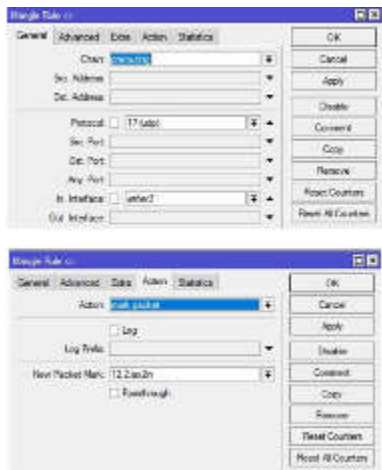 Mangle Rule <>
General Advanced Extra Action Statistics
OK
Chain:
Cancel
Src. Address:
Apply
Dst. Address:
Disable
Protocol: 17 (udp)
Comment
Src. Port:
Copy
Dst. Port:
Remove
Any. Port:
Reset Counters
In. Interface:
Reset All Counters
Out. Interface:
Mangle Rule <>
General Advanced Extra Action Statistics
OK
Action: mark packet
Cancel
Log
Apply
Log Prefix:
Disable
New Packet Mark:
Comment
Passthrough
Copy
Remove
Reset Counters
Reset All Counters